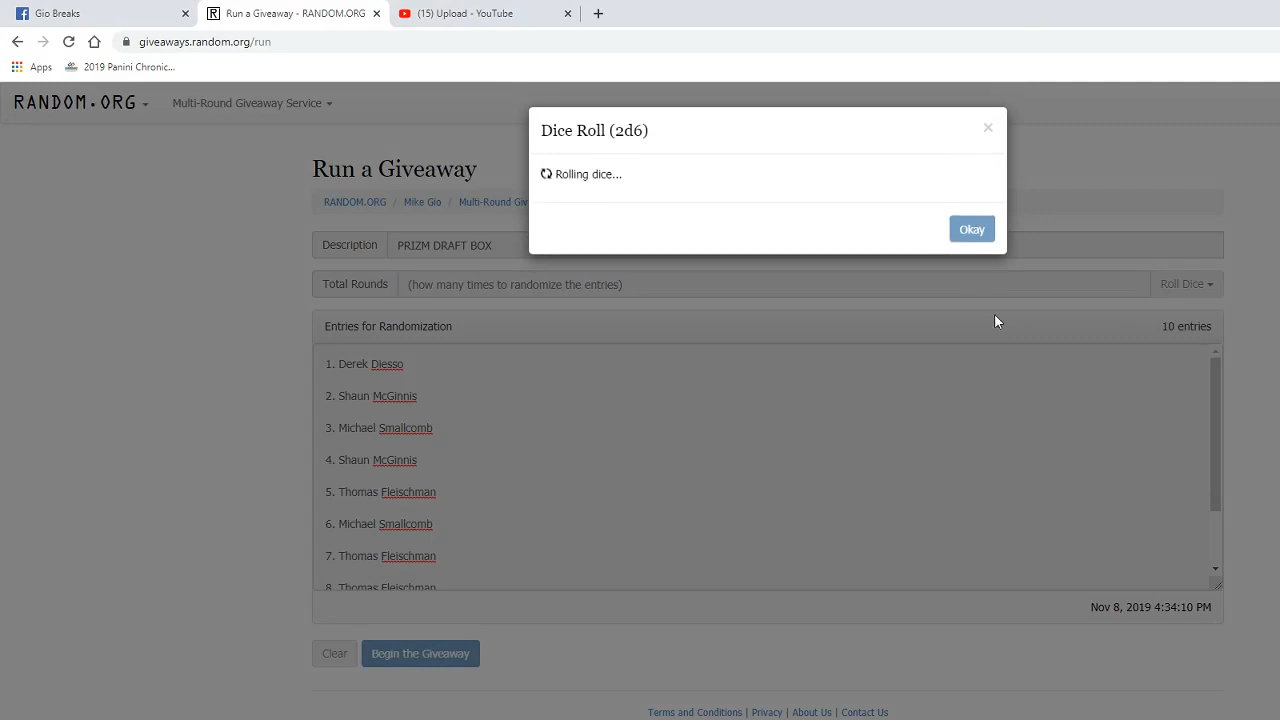 Gio Breaks
Run a Giveaway - RANDOM.ORG
(15) Upload - YouTube
giveaways.random.org/run
Apps
2019 Panini Chronic...
RANDOM.ORG
Multi-Round Giveaway Service
Dice Roll (2d6)
Rolling dice...
Okay
Run a Giveaway
RANDOM.ORG / Mike Gio / Multi-Round Giv
Description PRIZM DRAFT BOX
Total Rounds (how many times to randomize the entries) Roll Dice
Entries for Randomization 10 entries
1. Derek Diesso
2. Shaun McGinnis
3. Michael Smallcomb
4. Shaun McGinnis
5. Thomas Fleischman
6. Michael Smallcomb
7. Thomas Fleischman
8. Thomas Fleischman
Nov 8, 2019 4:34:10 PM
Clear Begin the Giveaway
Terms and Conditions | Privacy | About Us | Contact Us